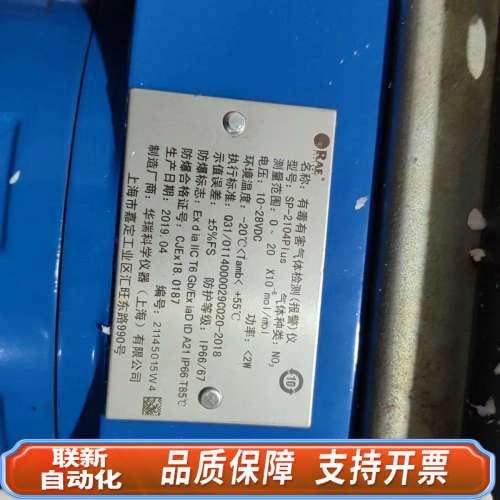 RAE
名称：有毒有害气体检测(报警)仪
型号：SP-2104Plus 气体种类：NO₂
测量范围：0~20 X10⁻⁶mol/mol
电压：10-28VDC 功率：<2W
环境温度：-20℃<Tamb<+55℃
执行标准：Q31/0114000029C020-2018
示值误差：±5%FS 防护等级：IP66/67
防爆标志：Ex d ia IIC T6 Gb/Ex iaD ID A21 IP66 T85℃
防爆合格证号：CJEx18.0187
生产日期：2019.04 编号：21145015W4
制造厂商：华瑞科学仪器（上海）有限公司
上海市嘉定工业区汇旺东路990号
10
联新
自动化
品质保障 支持开票